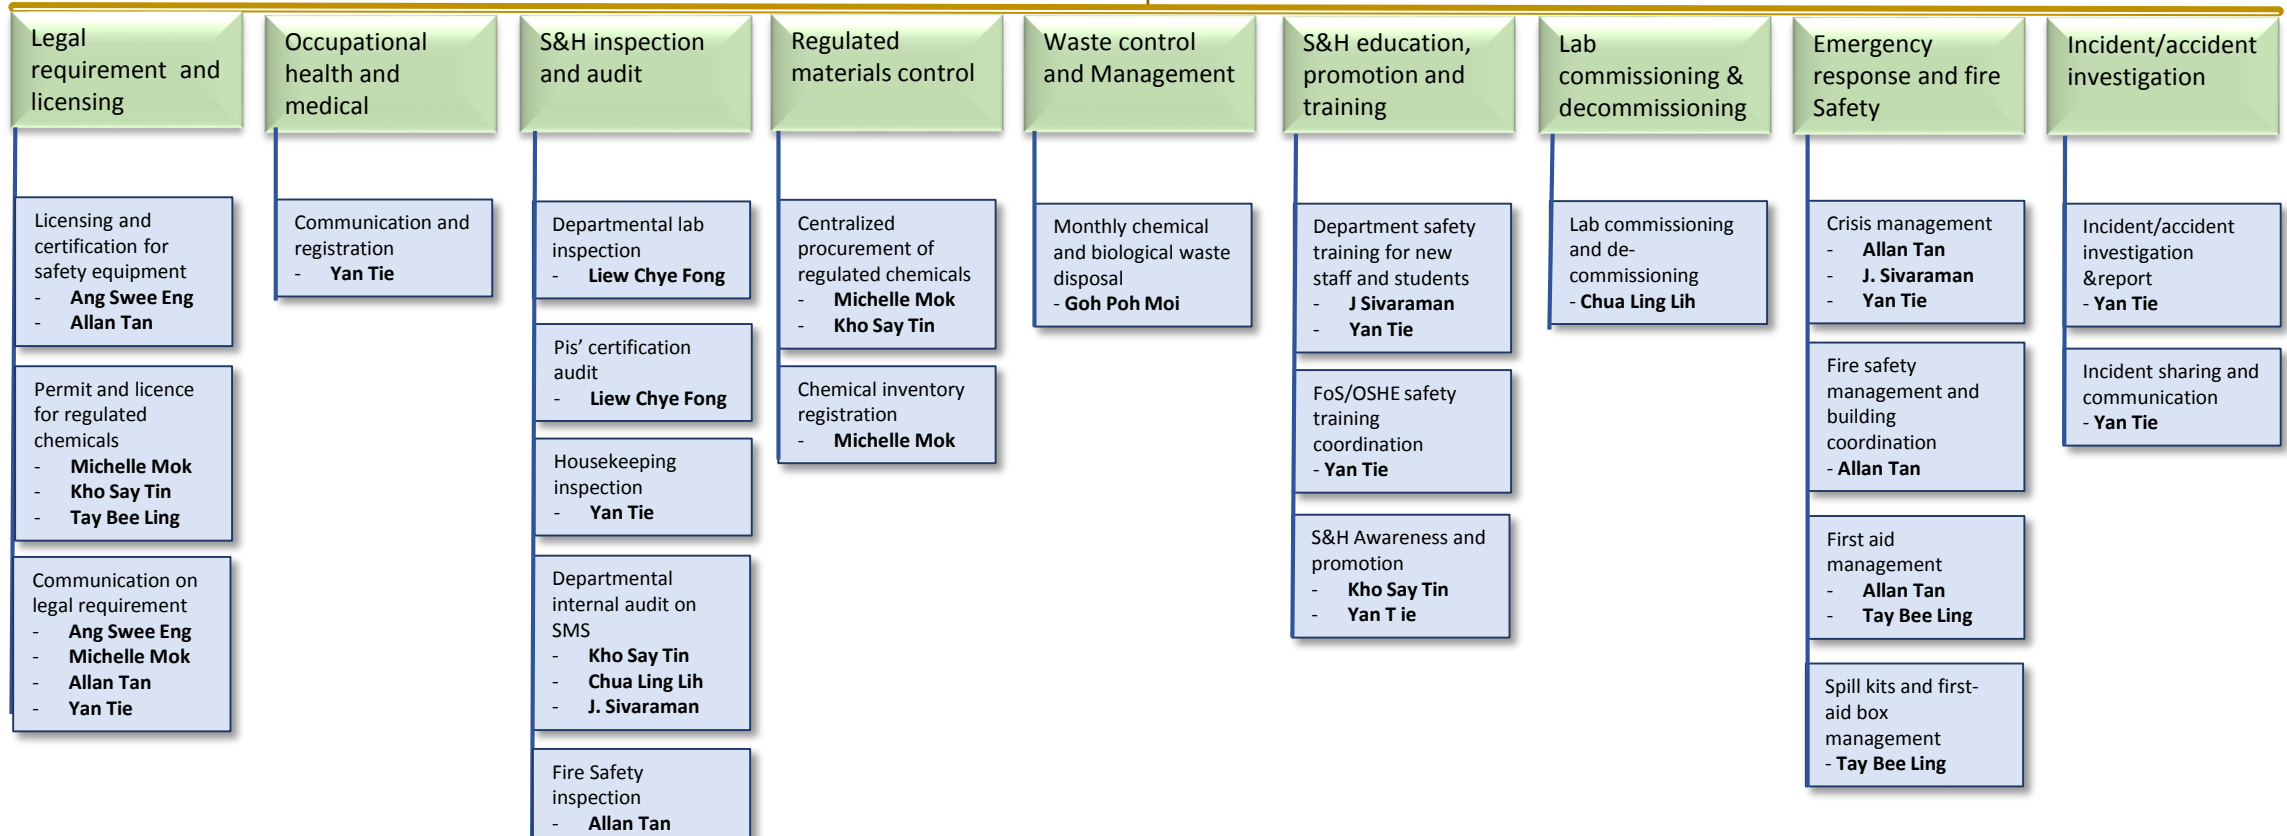 Legal
requirement and
licensing
Licensing and
certification for
safety equipment
- Ang Swee Eng
- Allan Tan
Permit and licence
for regulated
chemicals
- Michelle Mok
- Kho Say Tin
- Tay Bee Ling
Communication on
legal requirement
- Ang Swee Eng
- Michelle Mok
- Allan Tan
- Yan Tie
Occupational
health and
medical
Communication and
registration
- Yan Tie
S&H inspection
and audit
Departmental lab
inspection
- Liew Chye Fong
Pis’ certification
audit
- Liew Chye Fong
Housekeeping
inspection
- Yan Tie
Departmental
internal audit on
SMS
- Kho Say Tin
- Chua Ling Lih
- J. Sivaraman
Fire Safety
inspection
- Allan Tan
Regulated
materials control
Centralized
procurement of
regulated chemicals
- Michelle Mok
- Kho Say Tin
Chemical inventory
registration
- Michelle Mok
Waste control
and Management
Monthly chemical
and biological waste
disposal
- Goh Poh Moi
S&H education,
promotion and
training
Department safety
training for new
staff and students
- J Sivaraman
- Yan Tie
FoS/OSHE safety
training
coordination
- Yan Tie
S&H Awareness and
promotion
- Kho Say Tin
- Yan T ie
Lab
commissioning &
decommissioning
Lab commissioning
and de-
commissioning
- Chua Ling Lih
Emergency
response and fire
Safety
Crisis management
- Allan Tan
- J. Sivaraman
- Yan Tie
Fire safety
management and
building
coordination
- Allan Tan
First aid
management
- Allan Tan
- Tay Bee Ling
Spill kits and first-
aid box
management
- Tay Bee Ling
Incident/accident
investigation
Incident/accident
investigation
&report
- Yan Tie
Incident sharing and
communication
- Yan Tie